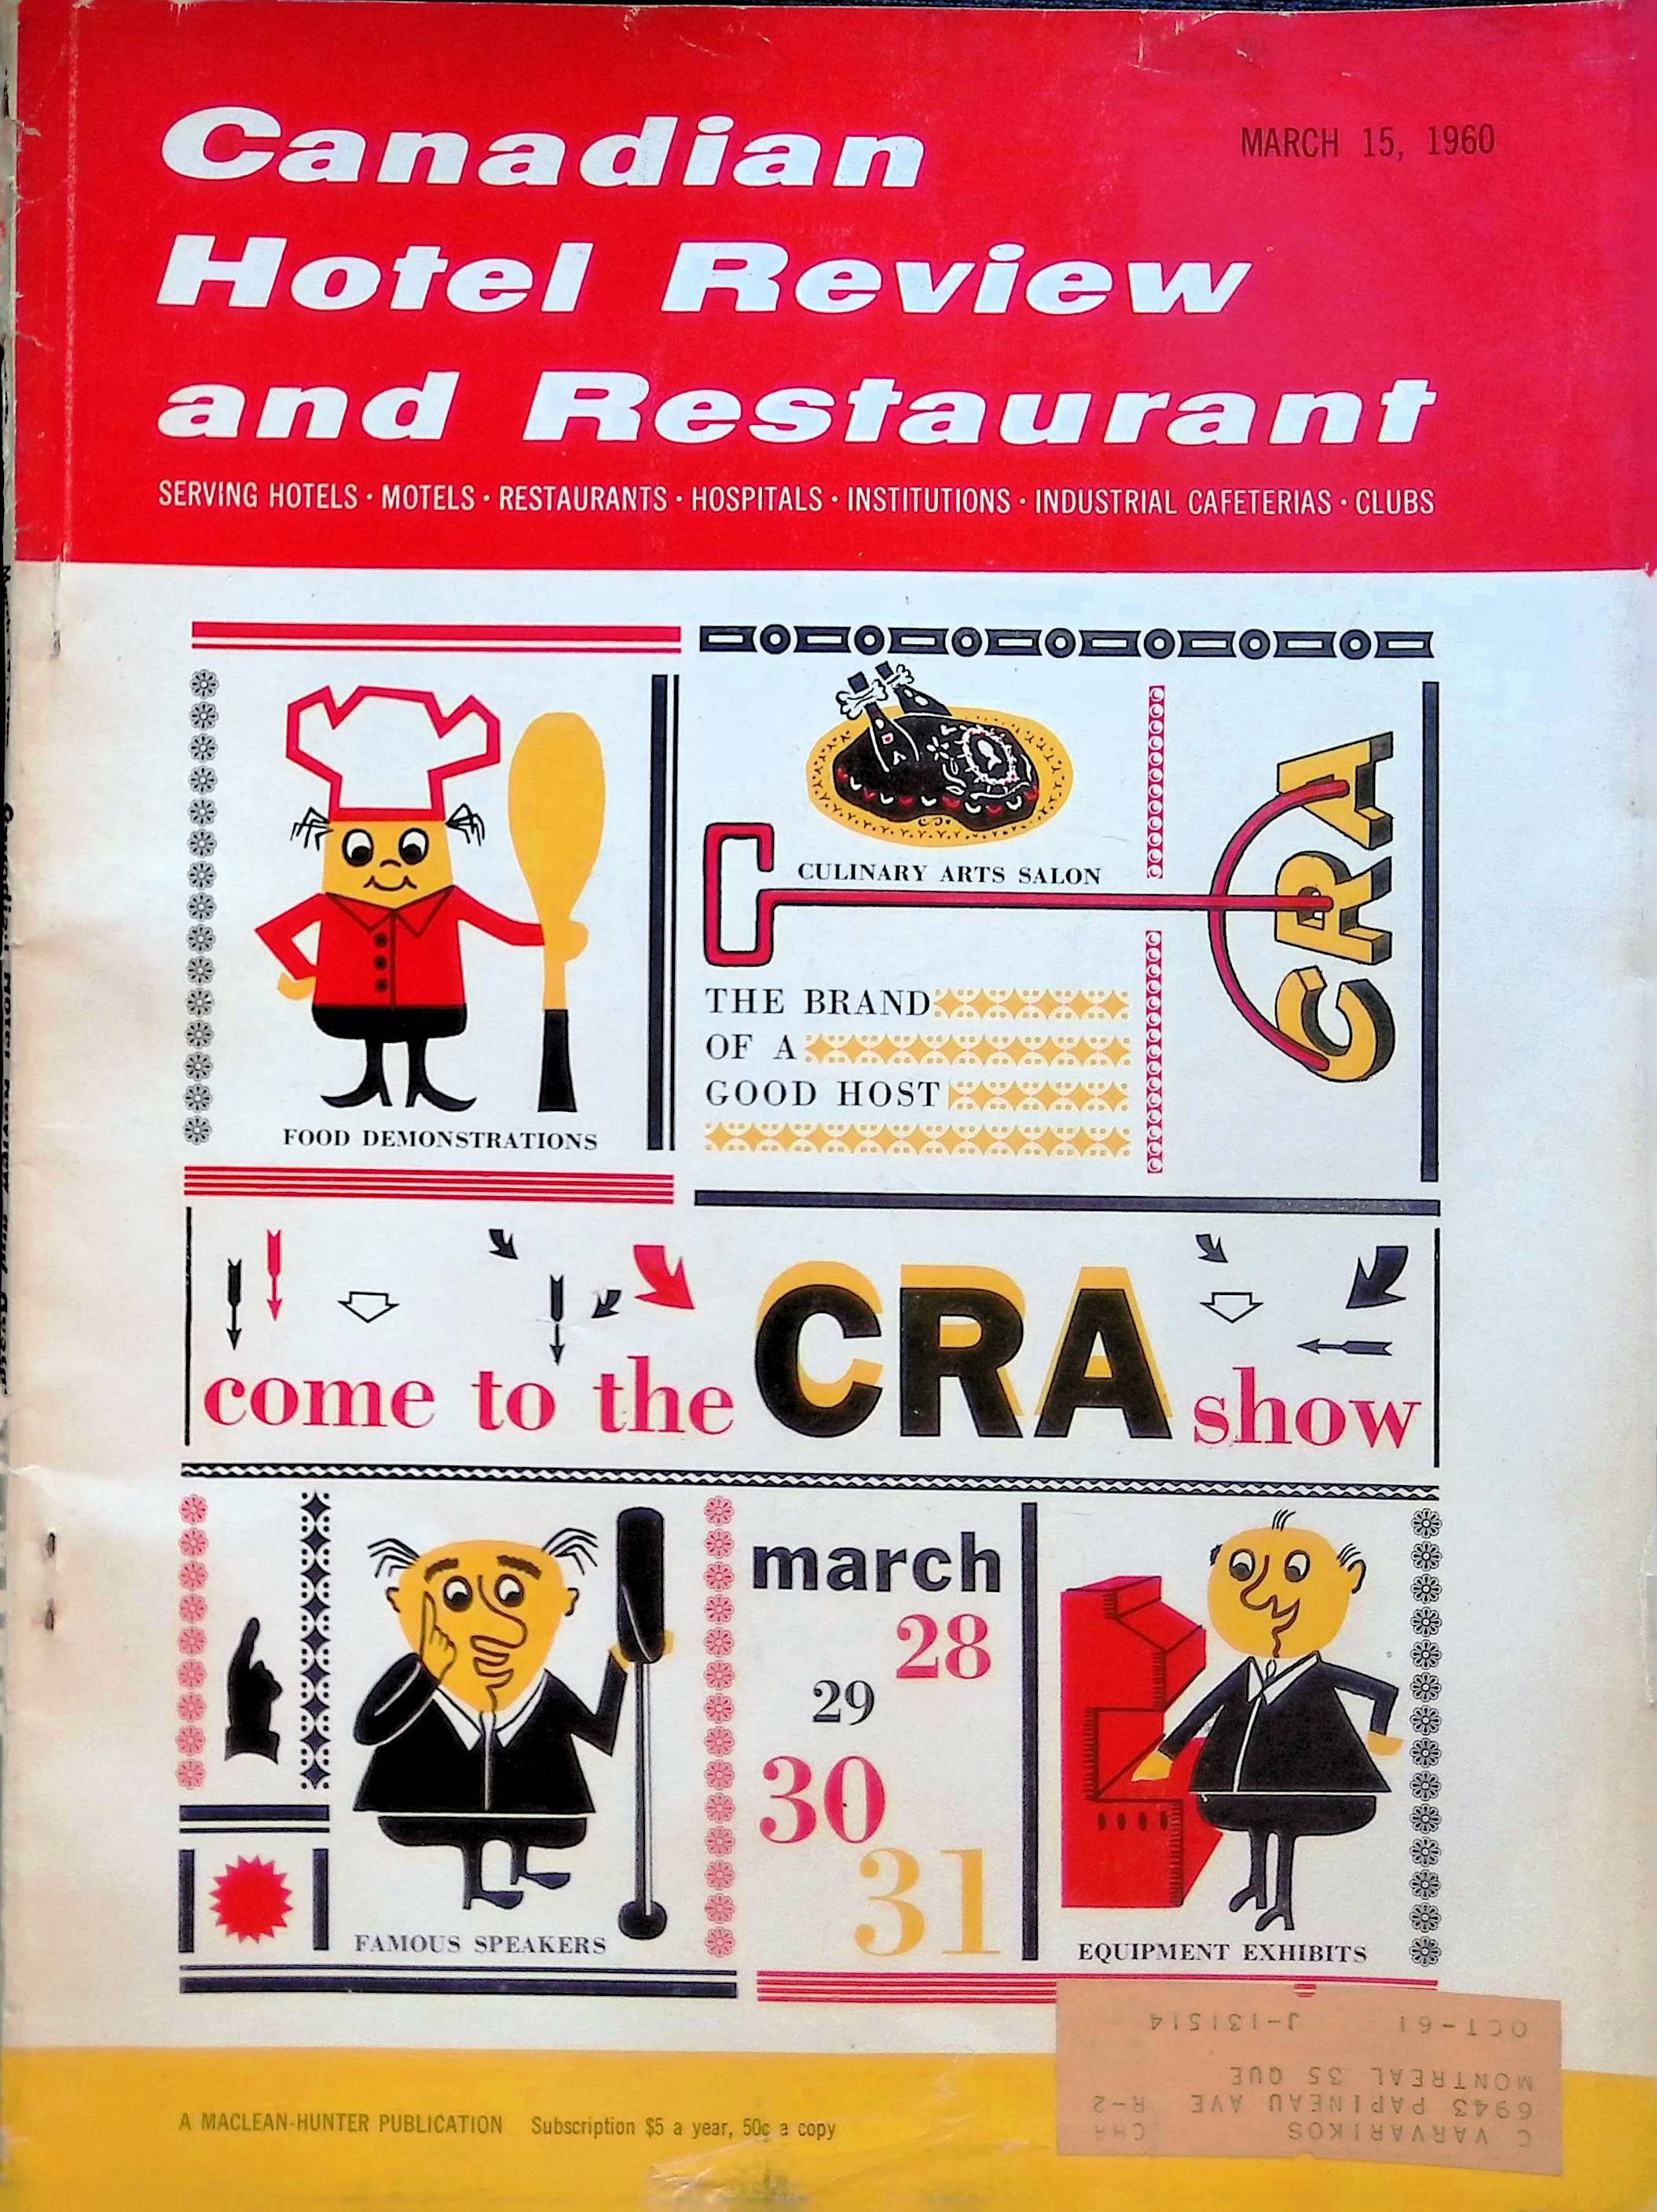 Canadian
MARCH 15, 1960
Hotel Review
and Restaurant
SERVING HOTELS · MOTELS · RESTAURANTS · HOSPITALS · INSTITUTIONS · INDUSTRIAL CAFETERIAS · CLUBS
CULINARY ARTS SALON
CRA
THE BRAND
OF A
GOOD HOST
FOOD DEMONSTRATIONS
come to the CRA show
march
28
29
30
31
FAMOUS SPEAKERS
EQUIPMENT EXHIBITS
A MACLEAN-HUNTER PUBLICATION Subscription $5 a year, 50c a copy
C VARVARIKOS CHR
6943 PAPINEAU AVE R-2
MONTREAL 35 QUE
OCT-61 J-131514